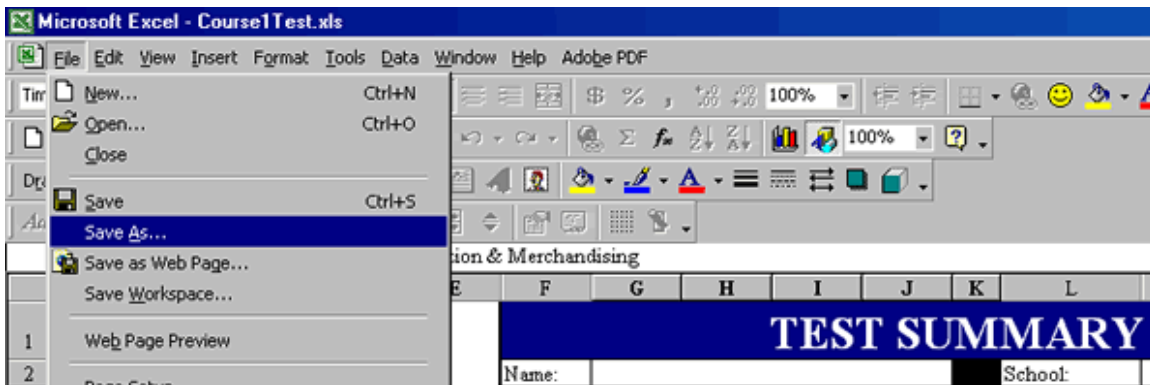 Microsoft Excel - Course1Test.xls
File Edit View Insert Format Tools Data Window Help Adobe PDF
New... Ctrl+N
100%
Open... Ctrl+O
100%
Close
Save Ctrl+S
Save As...
& Merchandising
Save as Web Page...
E F G H I J K L
Save Workspace...
1 Web Page Preview TEST SUMMARY
2 Name: School: